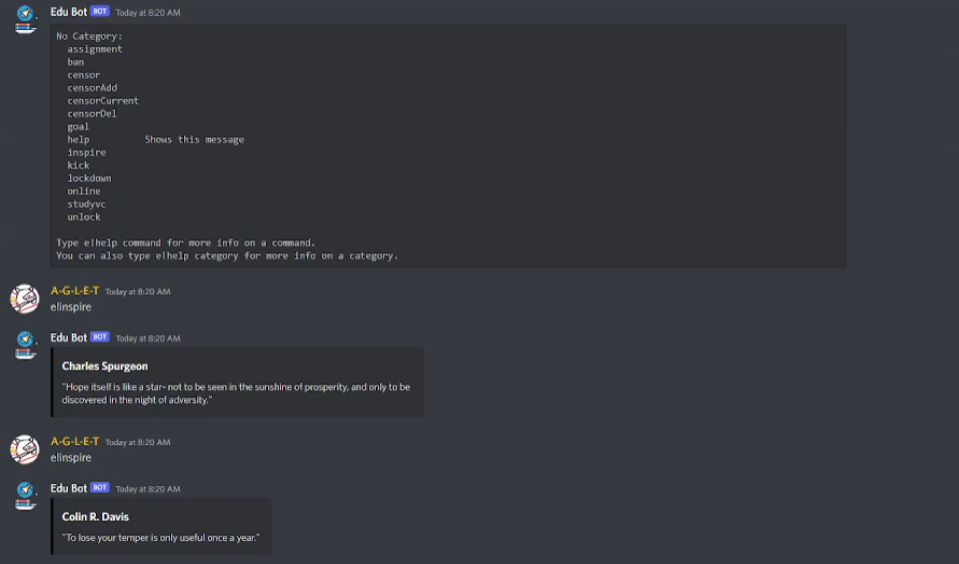 Edu Bot BOT Today at 8:20 AM
No Category:
assignment
ban
censor
censorAdd
censorCurrent
censorDel
goal
help Shows this message
inspire
kick
lockdown
online
studyvc
unlock
Type e!help command for more info on a command.
You can also type e!help category for more info on a category.
A-G-L-E-T Today at 8:20 AM
e!inspire
Edu Bot BOT Today at 8:20 AM
Charles Spurgeon
"Hope itself is like a star- not to be seen in the sunshine of prosperity, and only to be
discovered in the night of adversity."
A-G-L-E-T Today at 8:20 AM
e!inspire
Edu Bot BOT Today at 8:20 AM
Colin R. Davis
"To lose your temper is only useful once a year."